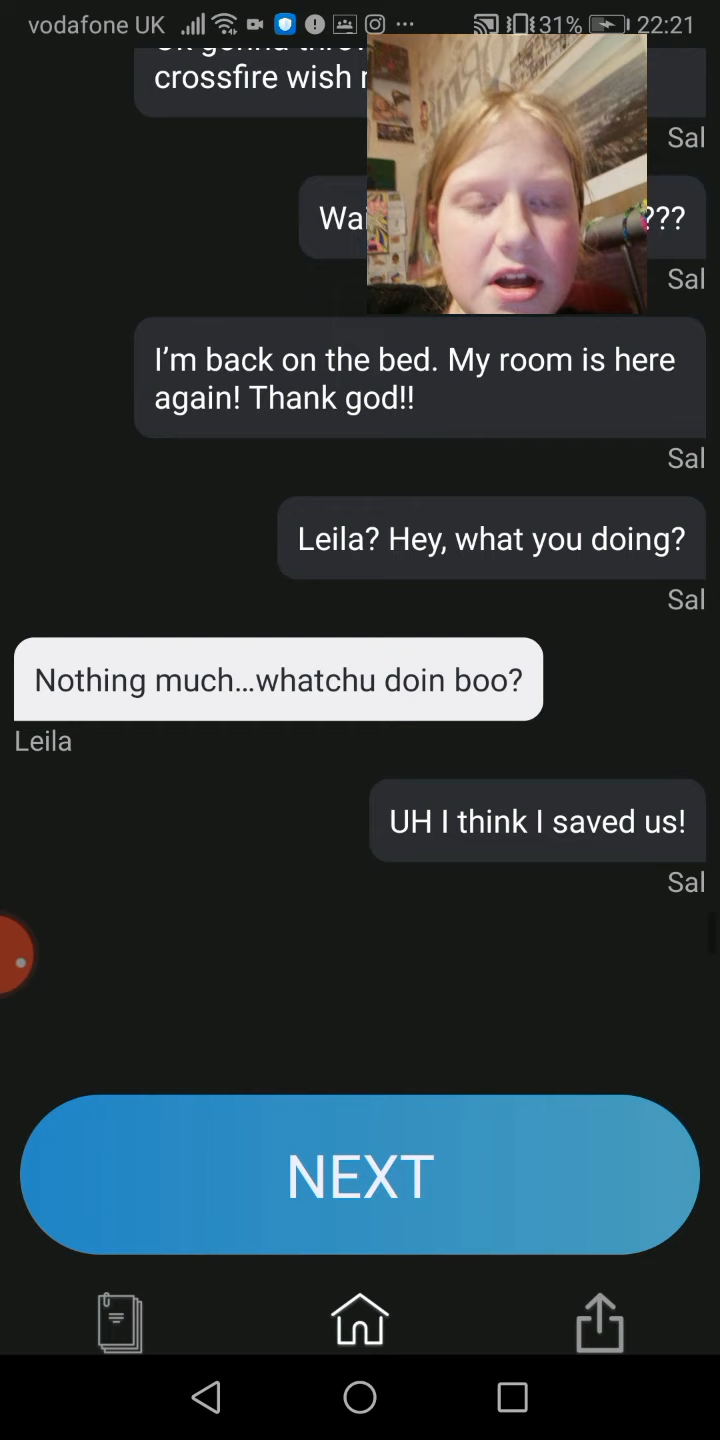 vodafone UK 31% 22:21
crossfire wish
Sal
???
Sal
I’m back on the bed. My room is here
again! Thank god!!
Sal
Leila? Hey, what you doing?
Sal
Nothing much...whatchu doin boo?
Leila
UH I think I saved us!
Sal
NEXT